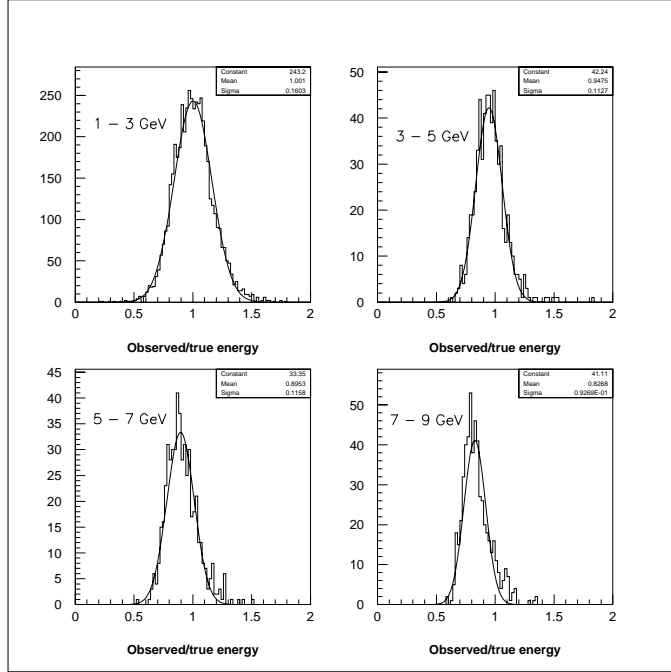 Constant 243.2
Mean 1.001
Sigma 0.1603
1 – 3 GeV
250
200
150
100
50
0
0 0.5 1 1.5 2
Observed/true energy
Constant 42.24
Mean 0.9475
Sigma 0.1127
3 – 5 GeV
50
40
30
20
10
0
0 0.5 1 1.5 2
Observed/true energy
Constant 33.35
Mean 0.8953
Sigma 0.1158
5 – 7 GeV
45
40
35
30
25
20
15
10
5
0
0 0.5 1 1.5 2
Observed/true energy
Constant 41.11
Mean 0.8268
Sigma 0.9269E-01
7 – 9 GeV
50
40
30
20
10
0
0 0.5 1 1.5 2
Observed/true energy